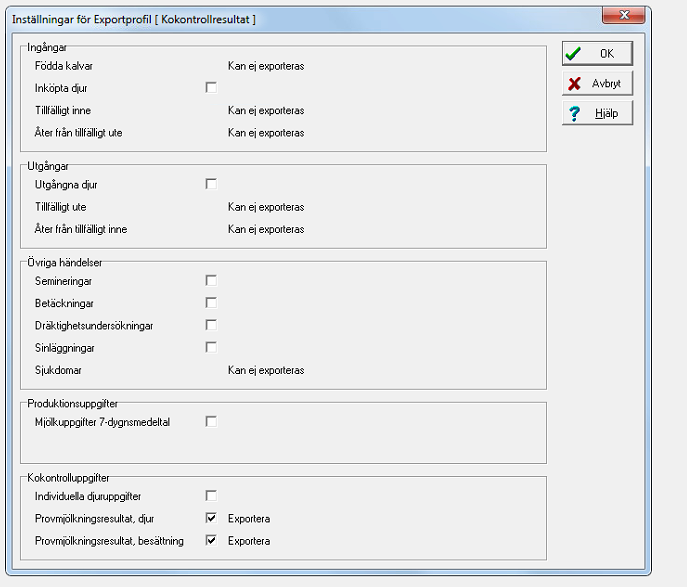 Inställningar för Exportprofil [ Kokontrollresultat ]
Ingångar
Födda kalvar Kan ej exporteras
Inköpta djur
Tillfälligt inne Kan ej exporteras
Åter från tillfälligt ute Kan ej exporteras
Utgångar
Utgångna djur
Tillfälligt ute Kan ej exporteras
Åter från tillfälligt inne Kan ej exporteras
Övriga händelser
Semineringar
Betäckningar
Dräktighetsundersökningar
Sinläggningar
Sjukdomar Kan ej exporteras
Produktionsuppgifter
Mjölkuppgifter 7-dygnsmedeltal
Kokontrolluppgifter
Individuella djuruppgifter
Provmjölkningsresultat, djur Exportera
Provmjölkningsresultat, besättning Exportera
OK
Avbryt
Hjälp